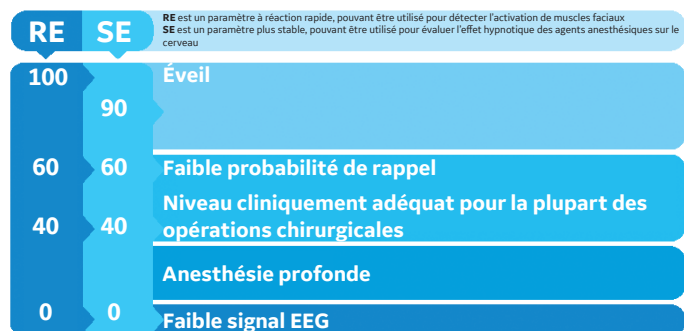 RE SE
RE est un paramètre à réaction rapide, pouvant être utilisé pour détecter l'activation de muscles faciaux
SE est un paramètre plus stable, pouvant être utilisé pour évaluer l'effet hypnotique des agents anesthésiques sur le
cerveau
100 Éveil
90
60 60 Faible probabilité de rappel
Niveau cliniquement adéquat pour la plupart des
40 40 opérations chirurgicales
Anesthésie profonde
0 0 Faible signal EEG